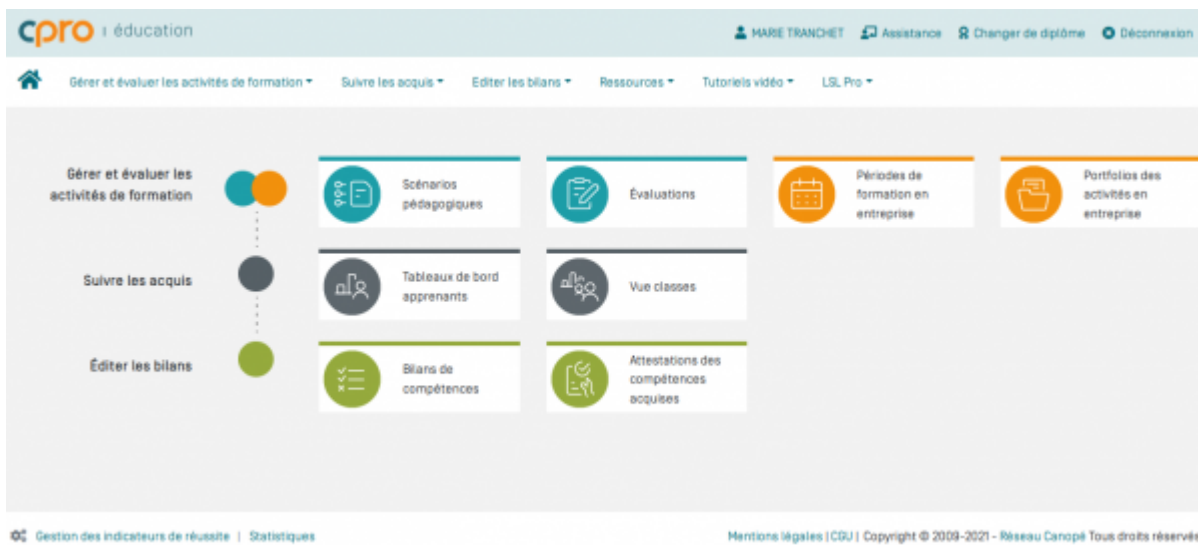 cpro | éducation
MARIE TRANCHET Assistance Changer de diplôme Déconnexion
Gérer et évaluer les activités de formation Suivre les acquis Editer les bilans Ressources Tutoriels vidéo LSL Pro
Gérer et évaluer les
activités de formation
Scénarios
pédagogiques
Évaluations
Périodes de
formation en
entreprise
Portfolios des
activités en
entreprise
Suivre les acquis
Tableaux de bord
apprenants
Vue classes
Éditer les bilans
Bilans de
compétences
Attestations des
compétences
acquises
Gestion des indicateurs de réussite | Statistiques
Mentions légales | CGU | Copyright © 2009-2021 - Réseau Canopé Tous droits réservés